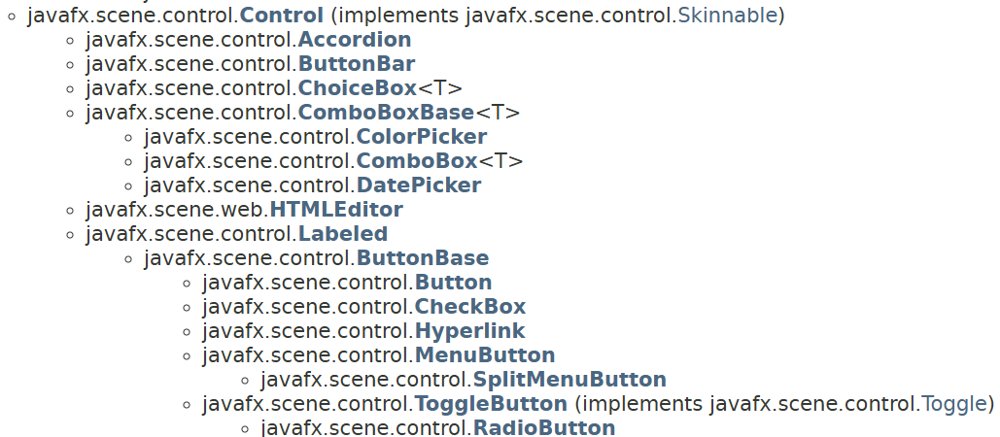 javafx.scene.control.Control (implements javafx.scene.control.Skinnable)
javafx.scene.control.Accordion
javafx.scene.control.ButtonBar
javafx.scene.control.ChoiceBox<T>
javafx.scene.control.ComboBoxBase<T>
javafx.scene.control.ColorPicker
javafx.scene.control.ComboBox<T>
javafx.scene.control.DatePicker
javafx.scene.web.HTMLEditor
javafx.scene.control.Labeled
javafx.scene.control.ButtonBase
javafx.scene.control.Button
javafx.scene.control.CheckBox
javafx.scene.control.Hyperlink
javafx.scene.control.MenuButton
javafx.scene.control.SplitMenuButton
javafx.scene.control.ToggleButton (implements javafx.scene.control.Toggle)
javafx.scene.control.RadioButton